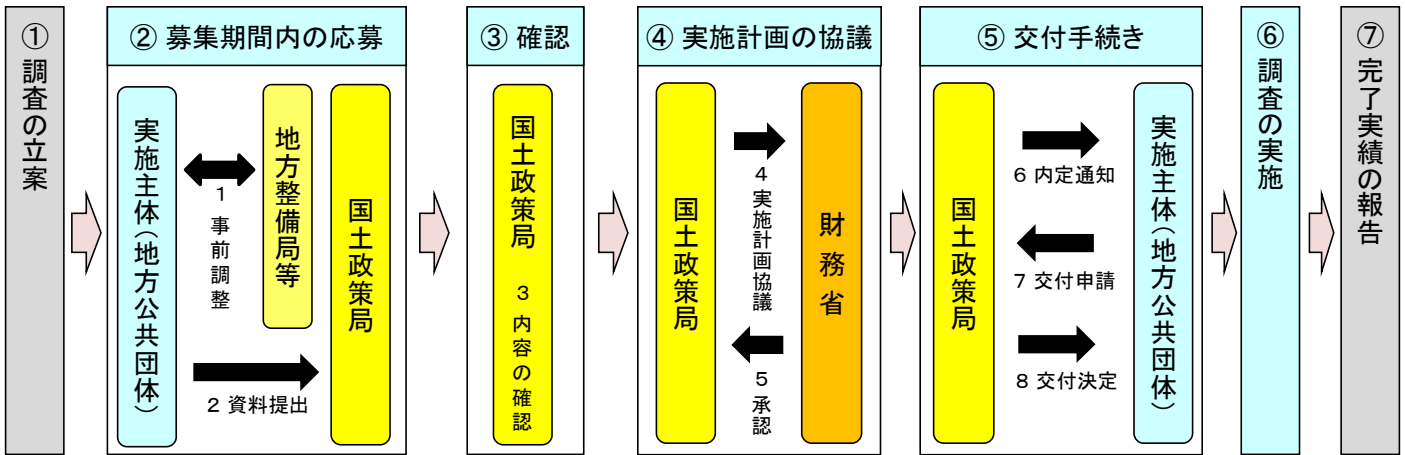 ① 調査の立案
② 募集期間内の応募
実施主体（地方公共団体）
1 事前調整
地方整備局等
国土政策局
2 資料提出
③ 確認
国土政策局
3 内容の確認
④ 実施計画の協議
国土政策局
4 実施計画協議
5 承認
財務省
⑤ 交付手続き
国土政策局
6 内定通知
7 交付申請
8 交付決定
実施主体（地方公共団体）
⑥ 調査の実施
⑦ 完了実績の報告